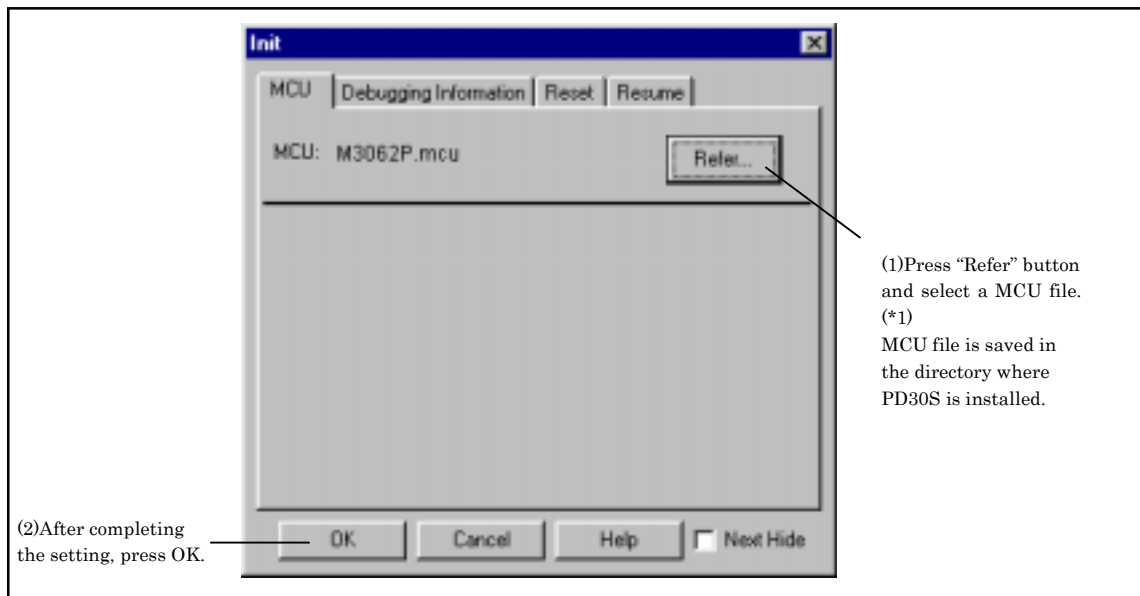 Init
MCU
Debugging Information
Reset
Resume
MCU: M3062P.mcu
Refer...
(1)Press “Refer” button
and select a MCU file.
(*1)
MCU file is saved in
the directory where
PD30S is installed.
(2)After completing
the setting, press OK.
OK
Cancel
Help
Next Hide